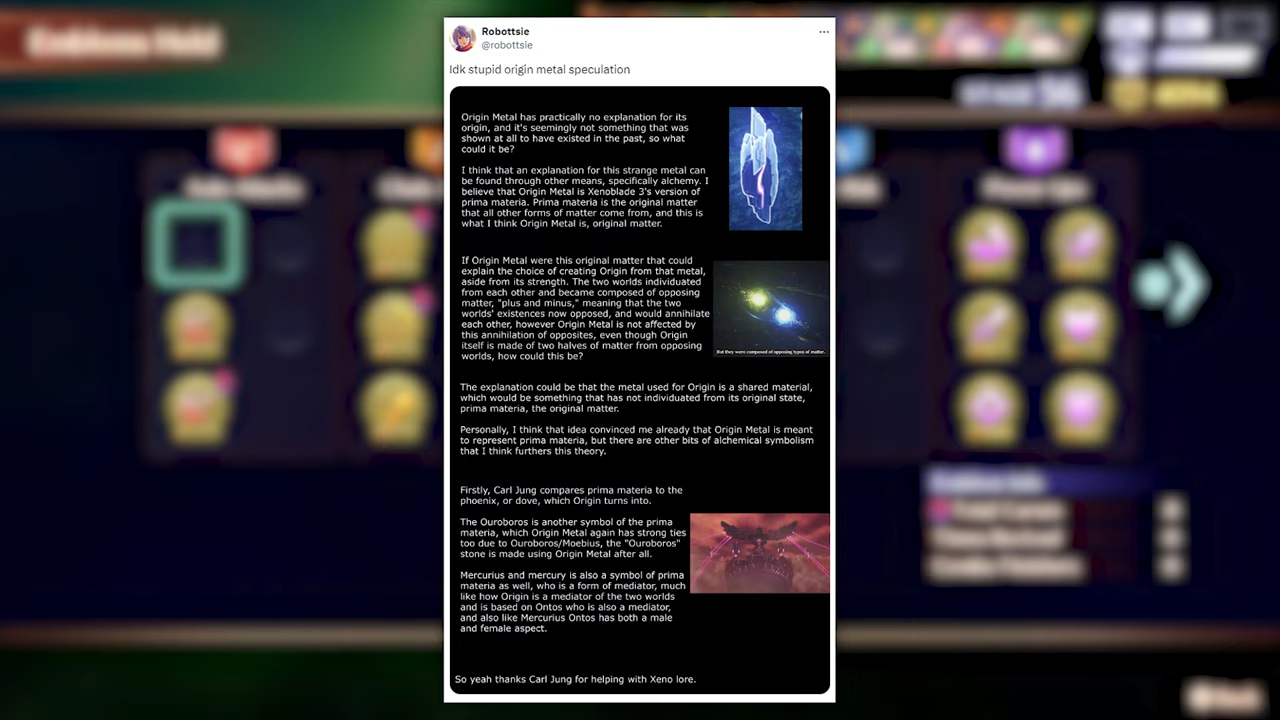 Robottsie
@robottsie
Idk stupid origin metal speculation
Origin Metal has practically no explanation for its
origin, and it's seemingly not something that was
shown at all to have existed in the past, so what
could it be?
I think that an explanation for this strange metal can
be found through other means, specifically alchemy. I
believe that Origin Metal is Xenoblade 3's version of
prima materia. Prima materia is the original matter
that all other forms of matter come from, and this is
what I think Origin Metal is, original matter.
If Origin Metal were this original matter that could
explain the choice of creating Origin from that metal,
aside from its strength. The two worlds individuated
from each other and became composed of opposing
matter, "plus and minus," meaning that the two
worlds' existences now opposed, and would annihilate
each other, however Origin Metal is not affected by
this annihilation of opposites, even though Origin
itself is made of two halves of matter from opposing
worlds, how could this be?
But they were composed of opposing types of matter.
The explanation could be that the metal used for Origin is a shared material,
which would be something that has not individuated from its original state,
prima materia, the original matter.
Personally, I think that idea convinced me already that Origin Metal is meant
to represent prima materia, but there are other bits of alchemical symbolism
that I think furthers this theory.
Firstly, Carl Jung compares prima materia to the
phoenix, or dove, which Origin turns into.
The Ouroboros is another symbol of the prima
materia, which Origin Metal again has strong ties
too due to Ouroboros/Moebius, the "Ouroboros"
stone is made using Origin Metal after all.
Mercurius and mercury is also a symbol of prima
materia as well, who is a form of mediator, much
like how Origin is a mediator of the two worlds
and is based on Ontos who is also a mediator,
and also like Mercurius Ontos has both a male
and female aspect.
So yeah thanks Carl Jung for helping with Xeno lore.